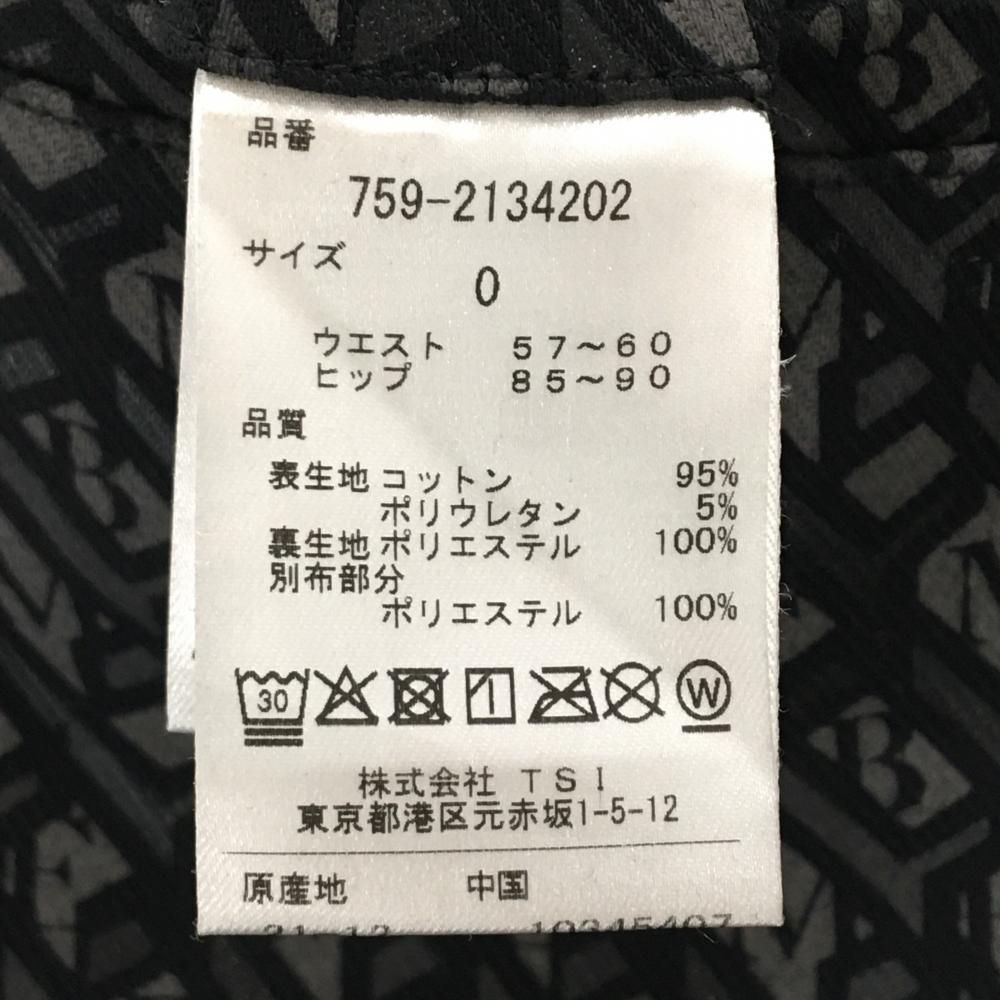 品番
759-2134202
サイズ
0
ウエスト 57~60
ヒップ 85~90
品質
表生地 コットン 95%
ポリウレタン 5%
裏生地 ポリエステル 100%
別布部分
ポリエステル 100%
30 W
株式会社 TSI
東京都港区元赤坂1-5-12
原産地 中国